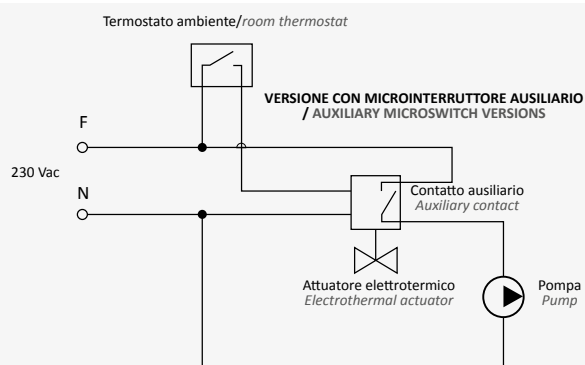 Termostato ambiente/room thermostat
VERSIONE CON MICROINTERRUTTORE AUSILIARIO
/ AUXILIARY MICROSWITCH VERSIONS
F
230 Vac
N
Contatto ausiliario
Auxiliary contact
Attuatore elettrotermico
Electrothermal actuator
Pompa
Pump